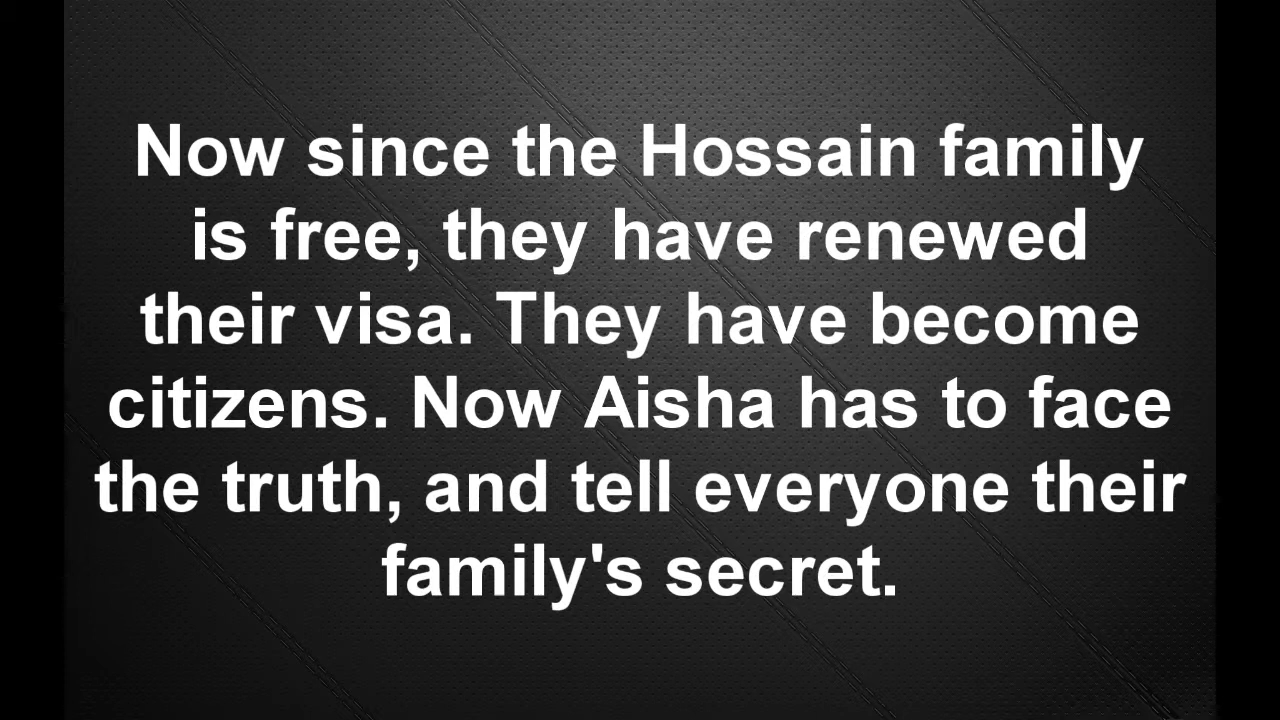 Now since the Hossain family
is free, they have renewed
their visa. They have become
citizens. Now Aisha has to face
the truth, and tell everyone their
family's secret.